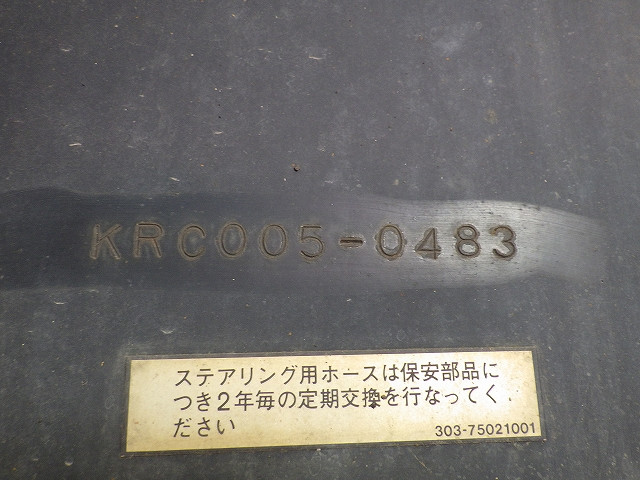 KRC005-0483
ステアリング用ホースは保安部品に
つき2年毎の定期交換を行なってく
ださい
303-75021001